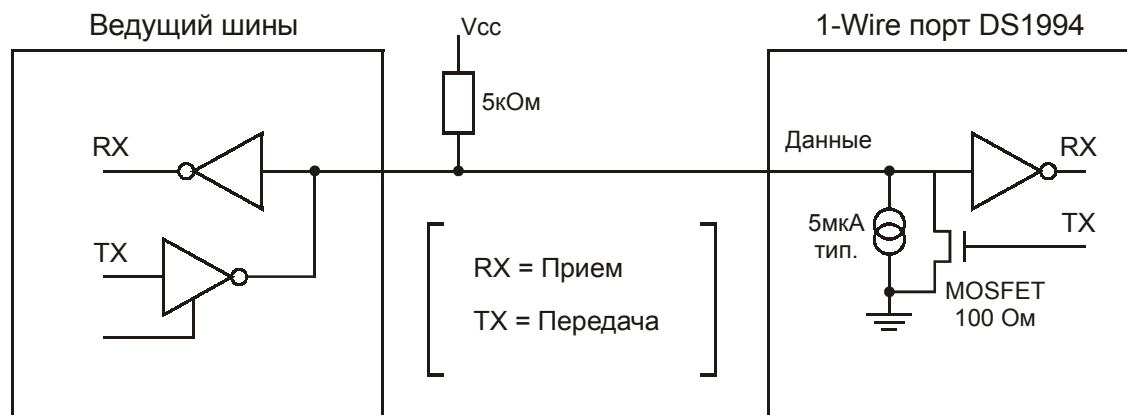 Ведущий шины
Vcc
1-Wire порт DS1994
5кОм
RX
Данные
RX
TX
5мкА
тип.
TX
RX = Прием
TX = Передача
MOSFET
100 Ом